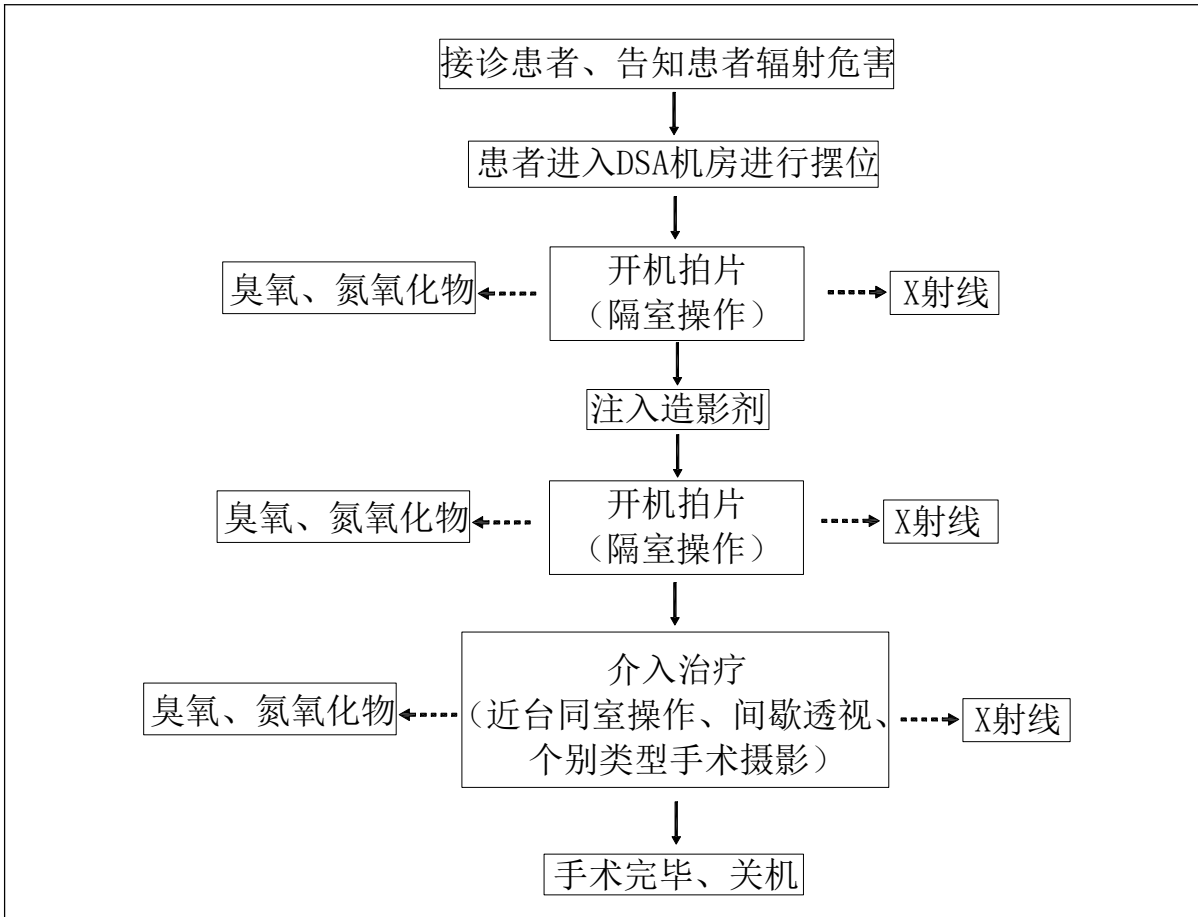 接诊患者、告知患者辐射危害
患者进入DSA机房进行摆位
臭氧、氮氧化物
开机拍片
（隔室操作）
X射线
注入造影剂
臭氧、氮氧化物
开机拍片
（隔室操作）
X射线
臭氧、氮氧化物
介入治疗
（近台同室操作、间歇透视、
个别类型手术摄影）
X射线
手术完毕、关机